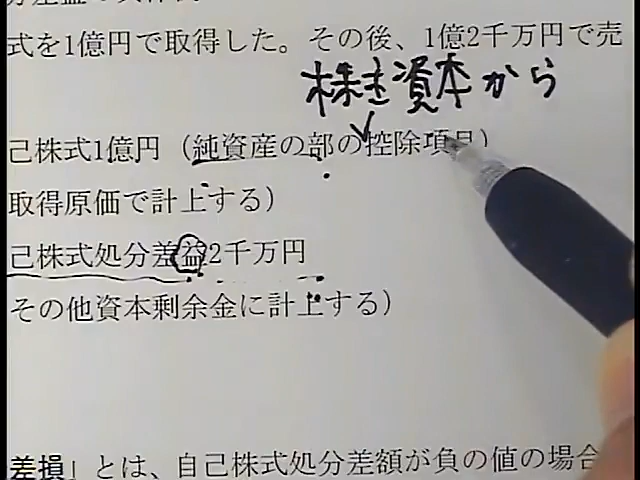 式を1億円で取得した。その後、1億2千万円で売
株主資本から
己株式1億円（純資産の部の控除項目）
取得原価で計上する）
己株式処分差益2千万円
その他資本剰余金に計上する）
差損」とは、自己株式処分差額が負の値の場合